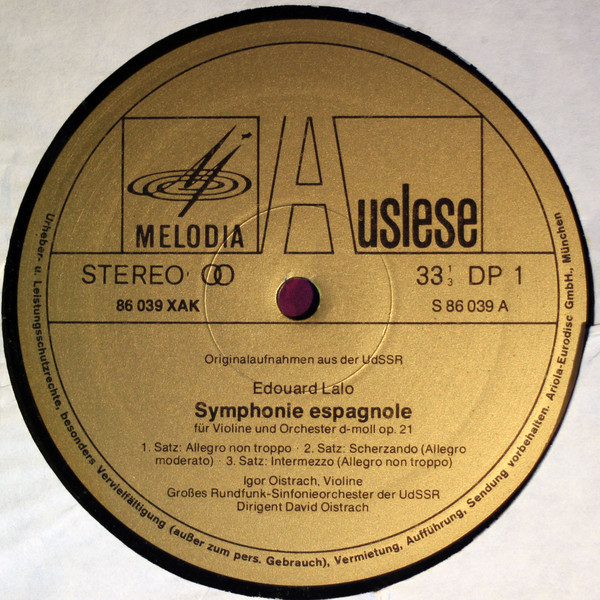 MELODIA
Auslese
STEREO
33 1/3 DP 1
86 039 XAK
S 86 039 A
Originalaufnahmen aus der UdSSR
Edouard Lalo
Symphonie espagnole
für Violine und Orchester d-moll op. 21
1. Satz: Allegro non troppo · 2. Satz: Scherzando (Allegro
moderato) · 3. Satz: Intermezzo (Allegro non troppo)
Igor Oistrach, Violine
Großes Rundfunk-Sinfonieorchester der UdSSR
Dirigent David Oistrach
Urheber- u. Leistungsschutzrechte, besonders Vervielfältigung (außer zum pers. Gebrauch), Vermietung, Aufführung, Sendung vorbehalten. Ariola-Eurodisc GmbH., München